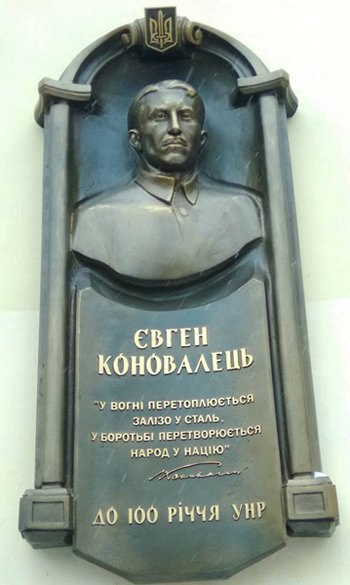 ЄВГЕН
КОНОВАЛЕЦЬ
"У ВОГНІ ПЕРЕТОПЛЮЄТЬСЯ
ЗАЛІЗО У СТАЛЬ,
У БОРОТЬБІ ПЕРЕТВОРЮЄТЬСЯ
НАРОД У НАЦІЮ"
ДО 100 РІЧЧЯ УНР